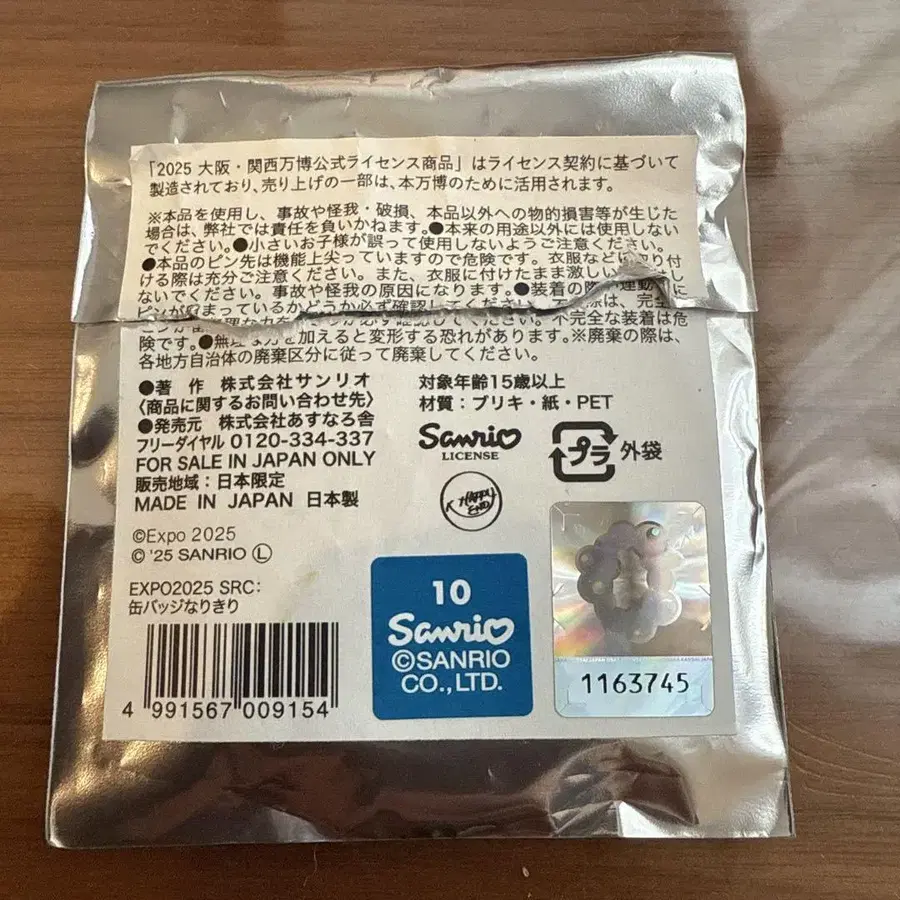 「2025 大阪・関西万博公式ライセンス商品」はライセンス契約に基づいて
製造されており、売り上げの一部は、本万博のために活用されます。
※本品を使用し、事故や怪我・破損、本品以外への物的損害等が生じた
場合は、弊社では責任を負いかねます。●本来の用途以外には使用しない
でください。●小さいお子様が誤って使用しないようご注意ください。
●本品のピン先は機能上尖っていますので危険です。衣服などに取り付
ける際は充分ご注意ください。また、衣服に付けたまま激しい
しないでください。事故や怪我の原因になります。●装着の際は
ピンが
まっているかどうか必ず確認してください。不完全な装着は危
険です。●無理な力を加えると変形する恐れがあります。※廃棄の際は、
各地方自治体の廃棄区分に従って廃棄してください。
●著 作 株式会社サンリオ
〈商品に関するお問い合わせ先〉
●発売元 株式会社あすなろ舎
フリーダイヤル 0120-334-337
FOR SALE IN JAPAN ONLY
販売地域：日本限定
MADE IN JAPAN 日本製
©Expo 2025
© '25 SANRIO Ⓛ
EXPO2025 SRC:
缶バッジなりきり
4 991567 009154
対象年齢15歳以上
材質：ブリキ・紙・PET
Sanrio
LICENSE
プラ 外袋
HAPPY
END
10
Sanrio
©SANRIO
CO., LTD.
1163745